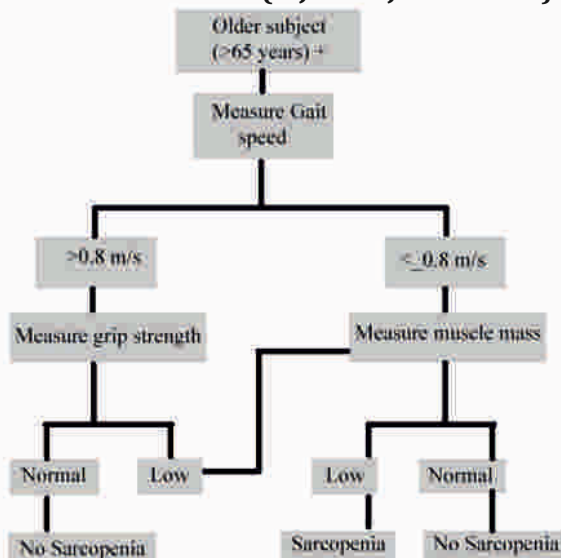 Older subject
(>65 years) +
Measure Gait
speed
>0.8 m/s
<_0.8 m/s
Measure grip strength
Measure muscle mass
Normal
Low
Low
Normal
No Sarcopenia
Sarcopenia
No Sarcopenia